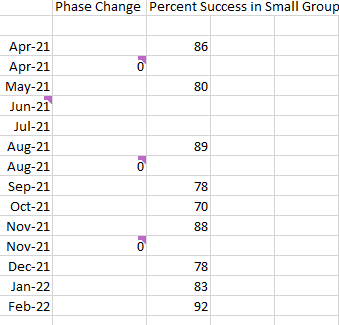 Phase Change Percent Success in Small Group
Apr-21 86
Apr-21 0
May-21 80
Jun-21
Jul-21
Aug-21 89
Aug-21 0
Sep-21 78
Oct-21 70
Nov-21 88
Nov-21 0
Dec-21 78
Jan-22 83
Feb-22 92